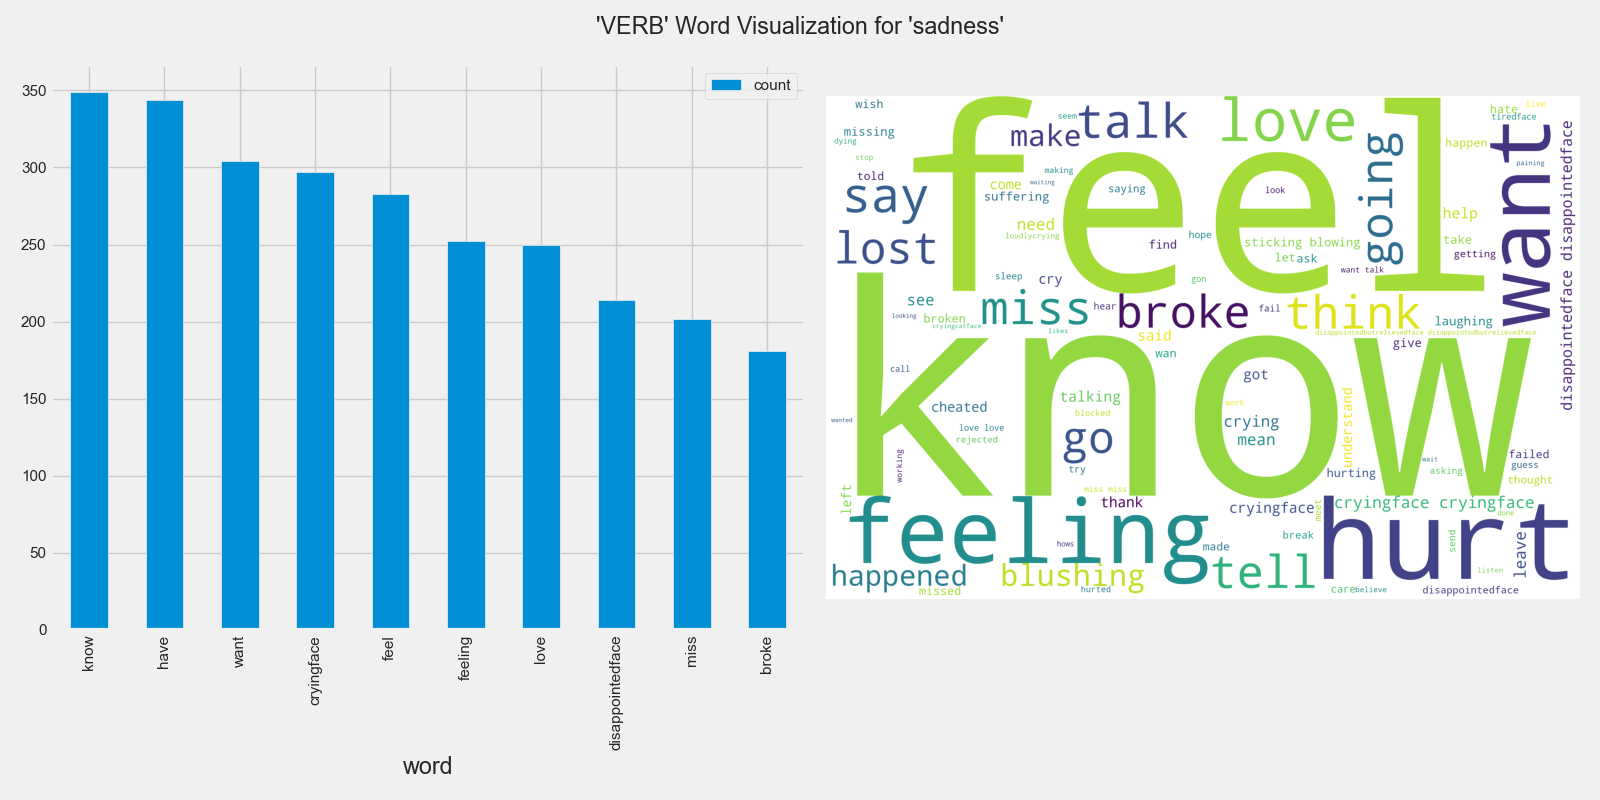 'VERB' Word Visualization for 'sadness'
count
350
300
250
200
150
100
50
0
know
have
want
cryingface
feel
feeling
love
disappointedface
miss
broke
word
wish
missing
dying
stop
told
say
lost
feel
seem
make
talk
making
come
waiting
suffering
saying
need
loudlycrying
look
find
hope
love
going
hate
live
tiredface
happen
want
paining
disappointedface disappointedface
help
take
getting
sticking blowing
let
ask
want talk
sleep
cry
gon
see
miss
hear
broke
fail
think
looking
broken
cryingcatface
likes
said
laughing
disappointedbutrelievedface disappointedbutrelievedface
give
wan
know
call
got
talking
work
wanted
cheated
blocked
love love
rejected
go
crying
mean
understand
try
working
hurting
wait
asking
failed
guess
thought
left
miss miss
thank
cryingface
meet
cryingface cryingface
done
feeling
hows
made
break
hurt
send
leave
listen
happened
blushing
tell
missed
hurted
care
believe
disappointedface